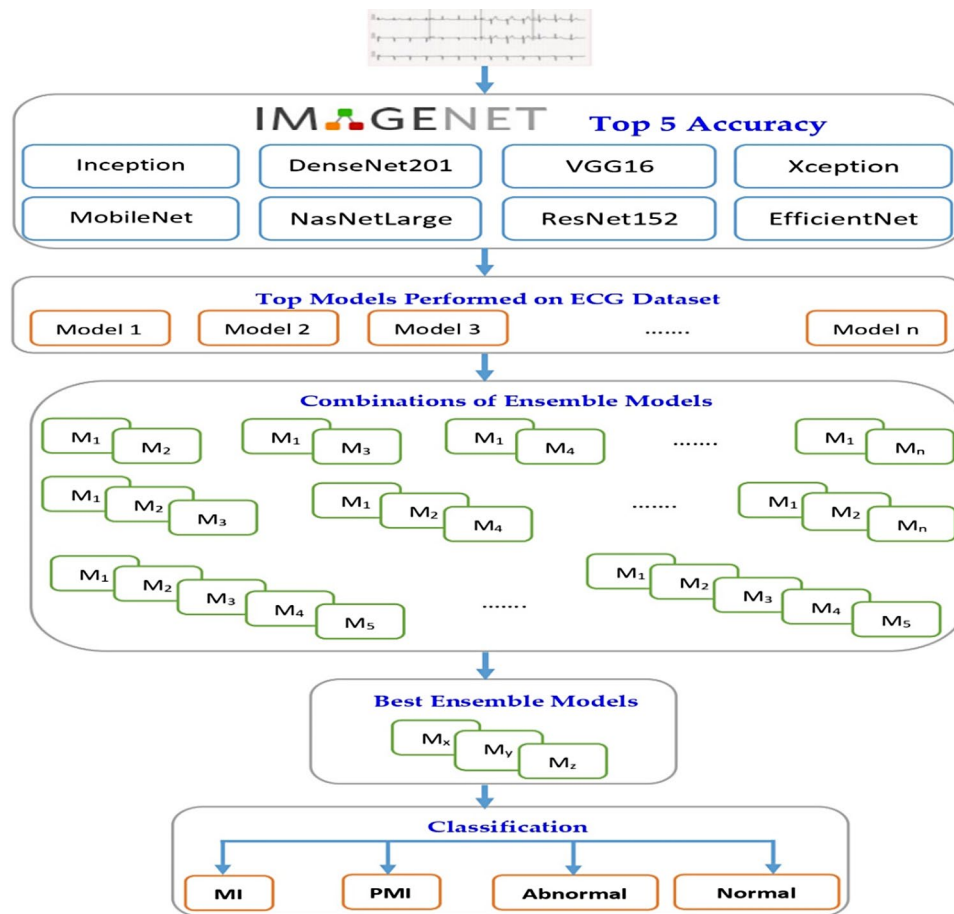 IMAGENET Top 5 Accuracy
Inception DenseNet201 VGG16 Xception
MobileNet NasNetLarge ResNet152 EfficientNet
Top Models Performed on ECG Dataset
Model 1 Model 2 Model 3 ....... Model n
Combinations of Ensemble Models
M₁ M₂ M₁ M₃ M₁ M₄ ....... M₁ Mₙ
M₁ M₂ M₃ M₁ M₂ M₄ ....... M₁ M₂ Mₙ
M₁ M₂ M₃ M₄ M₅ ....... M₁ M₂ M₃ M₄ M₅
Best Ensemble Models
Mₓ Mᵧ M𝓏
Classification
MI PMI Abnormal Normal